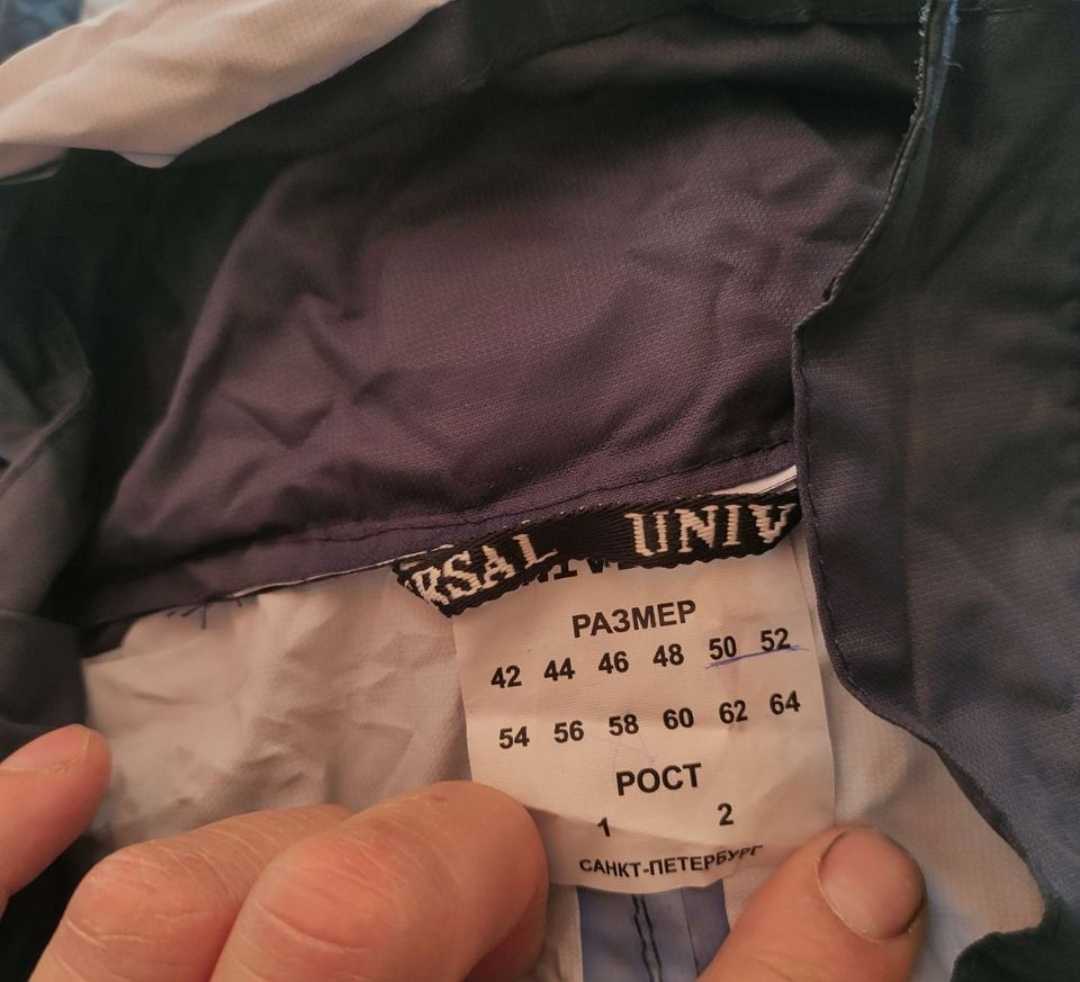 RSAL UNIV
РАЗМЕР
42 44 46 48 50 52
54 56 58 60 62 64
РОСТ
1 2
САНКТ-ПЕТЕРБУРГ